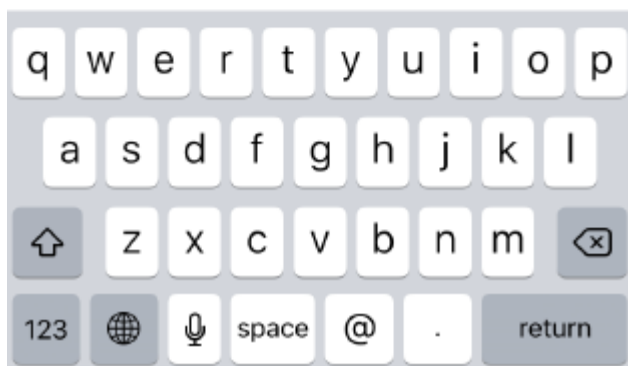 q w e r t y u i o p
a s d f g h j k l
z x c v b n m
123 space @ . return